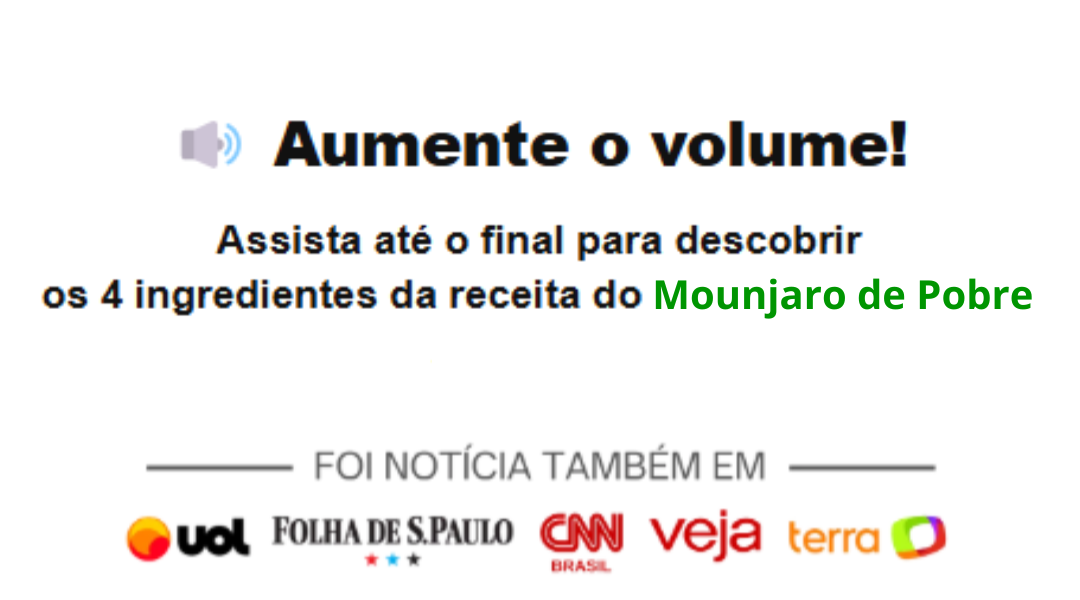 Aumente o volume!
Assista até o final para descobrir
os 4 ingredientes da receita do Mounjaro de Pobre
FOI NOTÍCIA TAMBÉM EM
uol FOLHA DE S.PAULO CNN BRASIL veja terra